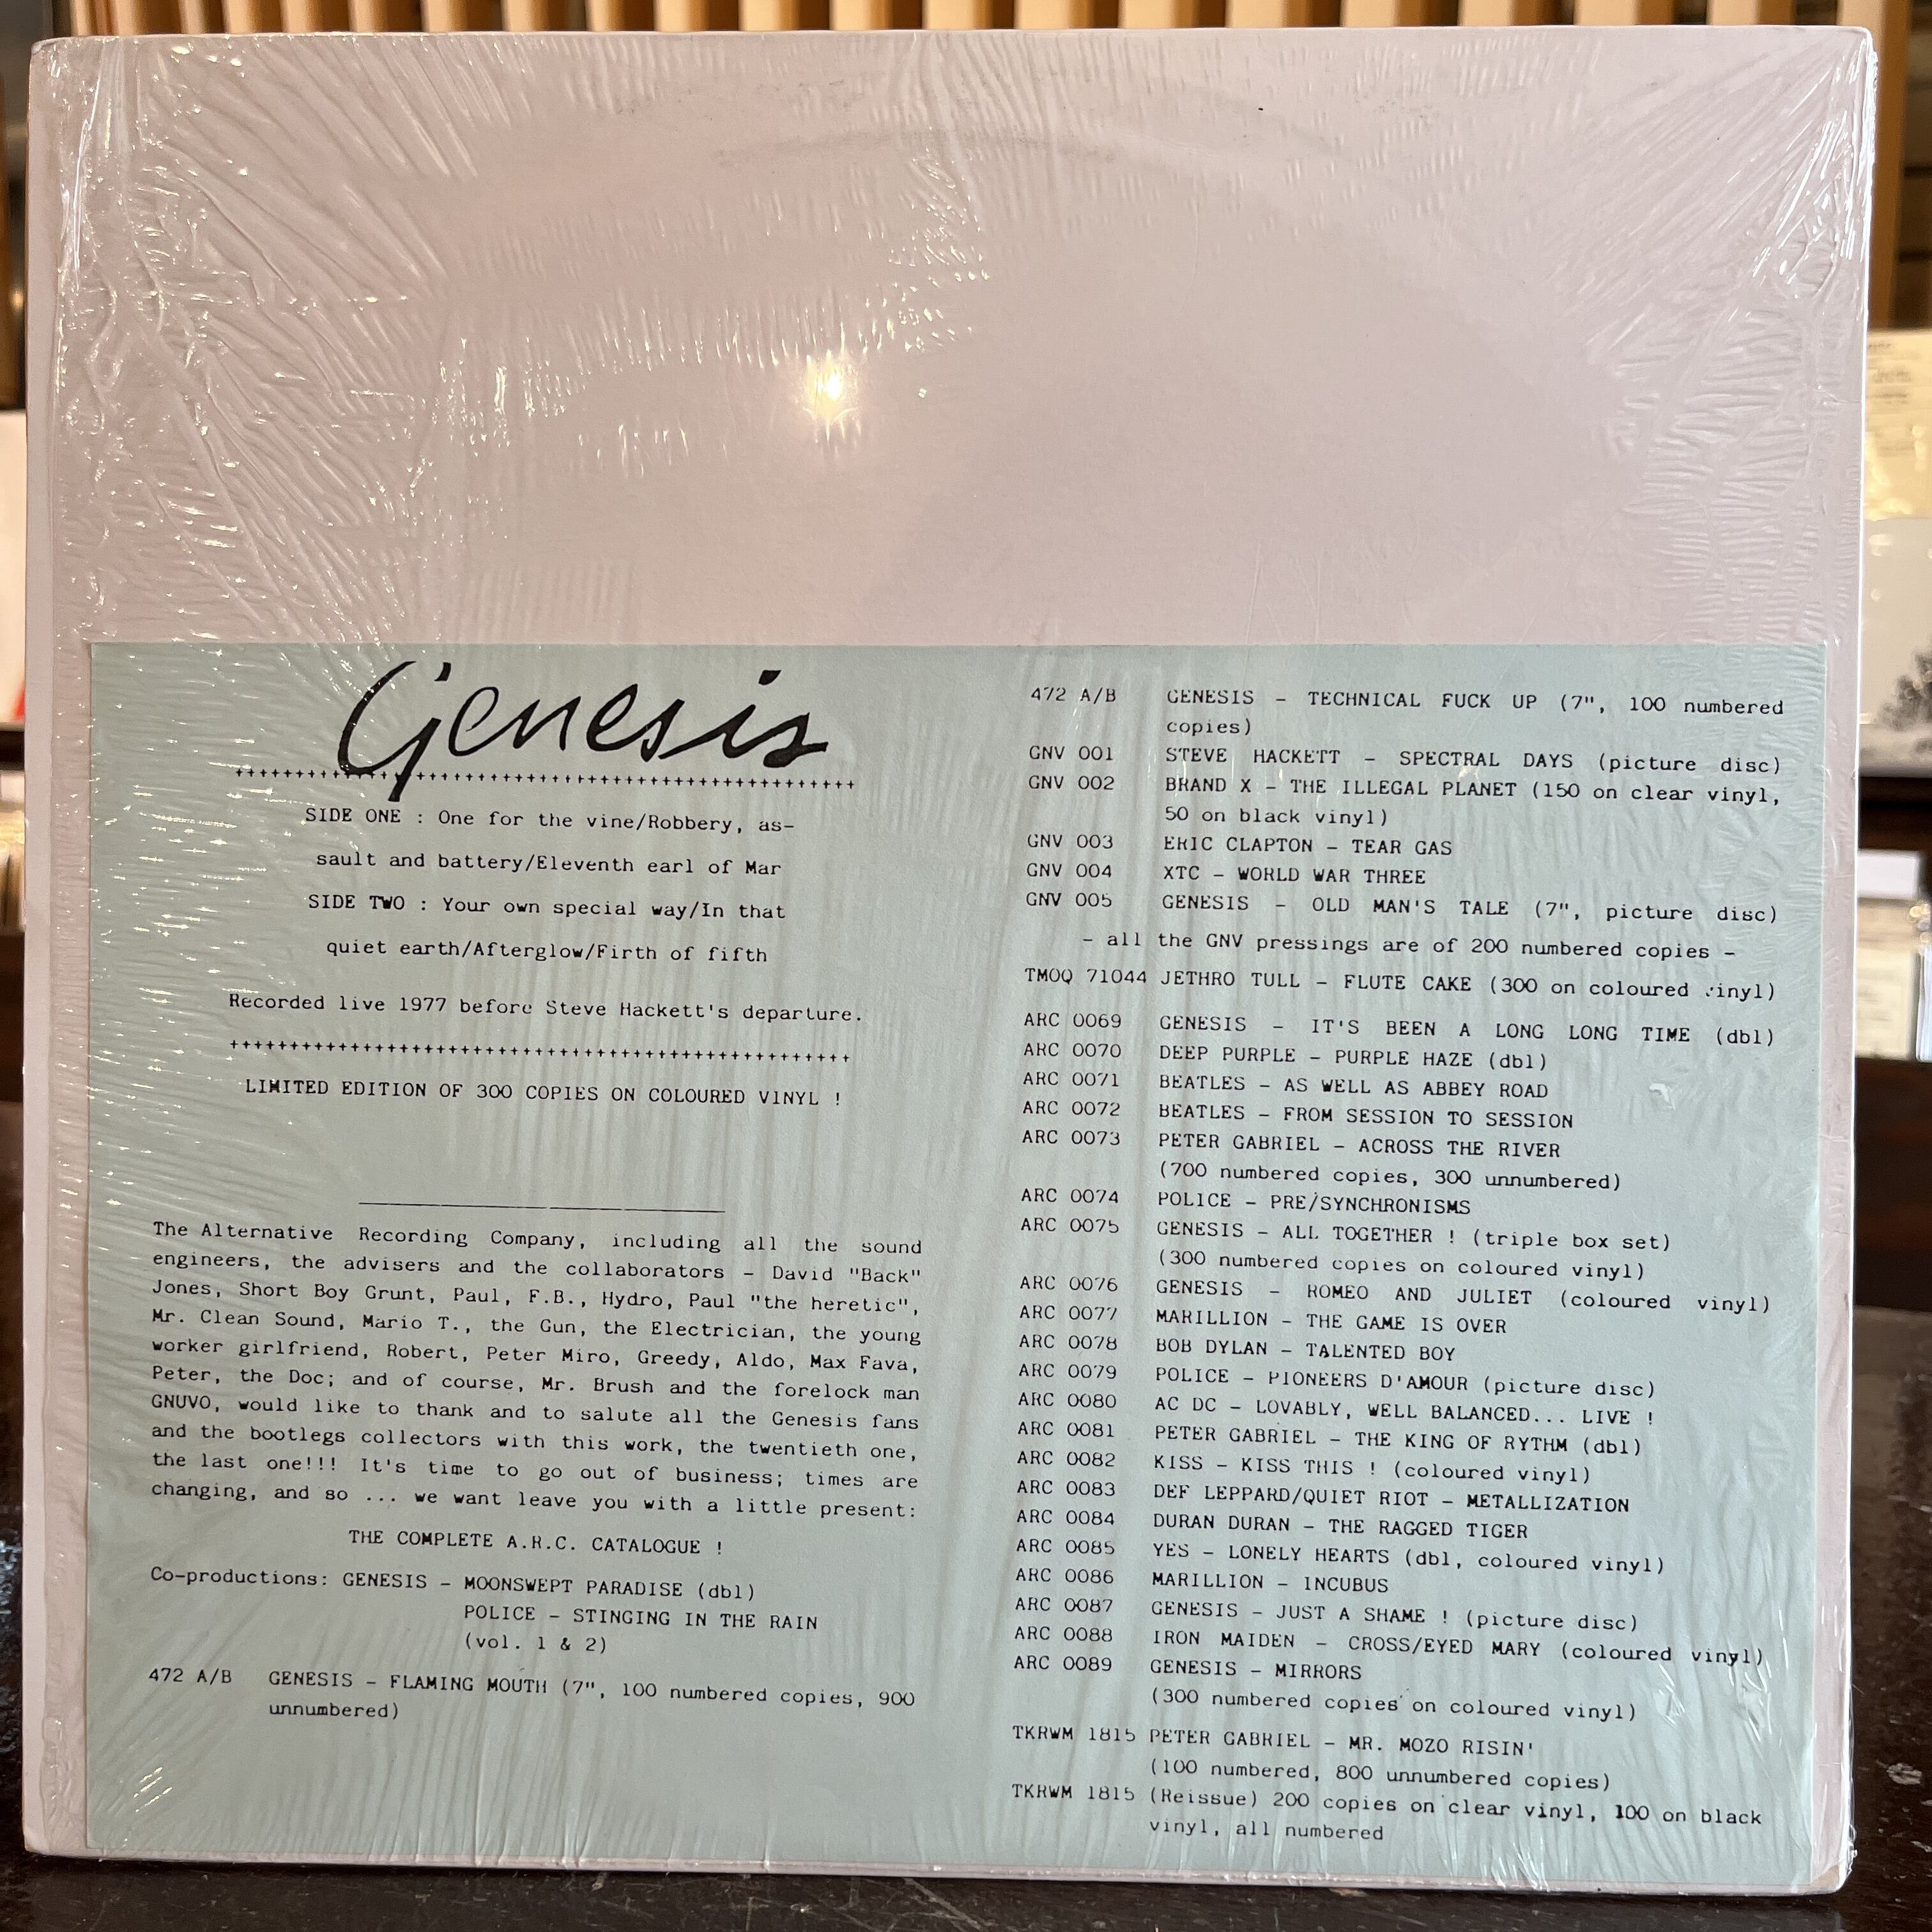 Genesis
++++++++++++++++++++++++++++++++++++++++++++++++++++
SIDE ONE : One for the vine/Robbery, as-
sault and battery/Eleventh earl of Mar
SIDE TWO : Your own special way/In that
quiet earth/Afterglow/Firth of fifth
Recorded live 1977 before Steve Hackett's departure.
++++++++++++++++++++++++++++++++++++++++++++++++++++
LIMITED EDITION OF 300 COPIES ON COLOURED VINYL !
The Alternative Recording Company, including all the sound
engineers, the advisers and the collaborators - David "Back"
Jones, Short Boy Grunt, Paul, F.B., Hydro, Paul "the heretic",
Mr. Clean Sound, Mario T., the Gun, the Electrician, the young
worker girlfriend, Robert, Peter Miro, Greedy, Aldo, Max Fava,
Peter, the Doc; and of course, Mr. Brush and the forelock man
GNUVO, would like to thank and to salute all the Genesis fans
and the bootlegs collectors with this work, the twentieth one,
the last one!!! It's time to go out of business; times are
changing, and so ... we want leave you with a little present:
THE COMPLETE A.R.C. CATALOGUE !
Co-productions: GENESIS - MOONSWEPT PARADISE (dbl)
POLICE - STINGING IN THE RAIN
(vol. 1 & 2)
472 A/B GENESIS - FLAMING MOUTH (7", 100 numbered copies, 900
unnumbered)
472 A/B GENESIS - TECHNICAL FUCK UP (7", 100 numbered
copies)
GNV 001 STEVE HACKETT - SPECTRAL DAYS (picture disc)
GNV 002 BRAND X - THE ILLEGAL PLANET (150 on clear vinyl,
50 on black vinyl)
GNV 003 ERIC CLAPTON - TEAR GAS
GNV 004 XTC - WORLD WAR THREE
GNV 005 GENESIS - OLD MAN'S TALE (7", picture disc)
- all the GNV pressings are of 200 numbered copies -
TMOQ 71044 JETHRO TULL - FLUTE CAKE (300 on coloured vinyl)
ARC 0069 GENESIS - IT'S BEEN A LONG LONG TIME (dbl)
ARC 0070 DEEP PURPLE - PURPLE HAZE (dbl)
ARC 0071 BEATLES - AS WELL AS ABBEY ROAD
ARC 0072 BEATLES - FROM SESSION TO SESSION
ARC 0073 PETER GABRIEL - ACROSS THE RIVER
(700 numbered copies, 300 unnumbered)
ARC 0074 POLICE - PRE/SYNCHRONISMS
ARC 0075 GENESIS - ALL TOGETHER ! (triple box set)
(300 numbered copies on coloured vinyl)
ARC 0076 GENESIS - ROMEO AND JULIET (coloured vinyl)
ARC 0077 MARILLION - THE GAME IS OVER
ARC 0078 BOB DYLAN - TALENTED BOY
ARC 0079 POLICE - PIONEERS D'AMOUR (picture disc)
ARC 0080 AC DC - LOVABLY, WELL BALANCED... LIVE !
ARC 0081 PETER GABRIEL - THE KING OF RYTHM (dbl)
ARC 0082 KISS - KISS THIS ! (coloured vinyl)
ARC 0083 DEF LEPPARD/QUIET RIOT - METALLIZATION
ARC 0084 DURAN DURAN - THE RAGGED TIGER
ARC 0085 YES - LONELY HEARTS (dbl, coloured vinyl)
ARC 0086 MARILLION - INCUBUS
ARC 0087 GENESIS - JUST A SHAME ! (picture disc)
ARC 0088 IRON MAIDEN - CROSS/EYED MARY (coloured vinyl)
ARC 0089 GENESIS - MIRRORS
(300 numbered copies on coloured vinyl)
TKRWM 1815 PETER GABRIEL - MR. MOZO RISIN'
(100 numbered, 800 unnumbered copies)
TKRWM 1815 (Reissue) 200 copies on clear vinyl, 100 on black
vinyl, all numbered